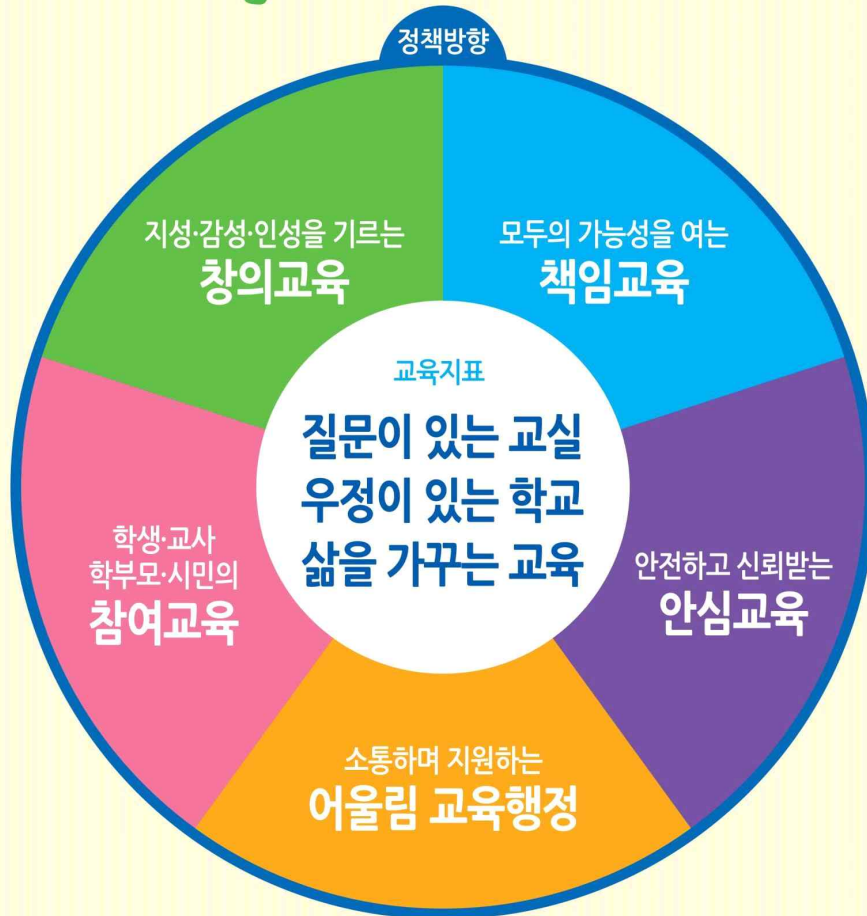 정책방향
지성·감성·인성을 기르는
창의교육
모두의 가능성을 여는
책임교육
교육지표
질문이 있는 교실
우정이 있는 학교
삶을 가꾸는 교육
학생·교사
학부모·시민의
참여교육
안전하고 신뢰받는
안심교육
소통하며 지원하는
어울림 교육행정